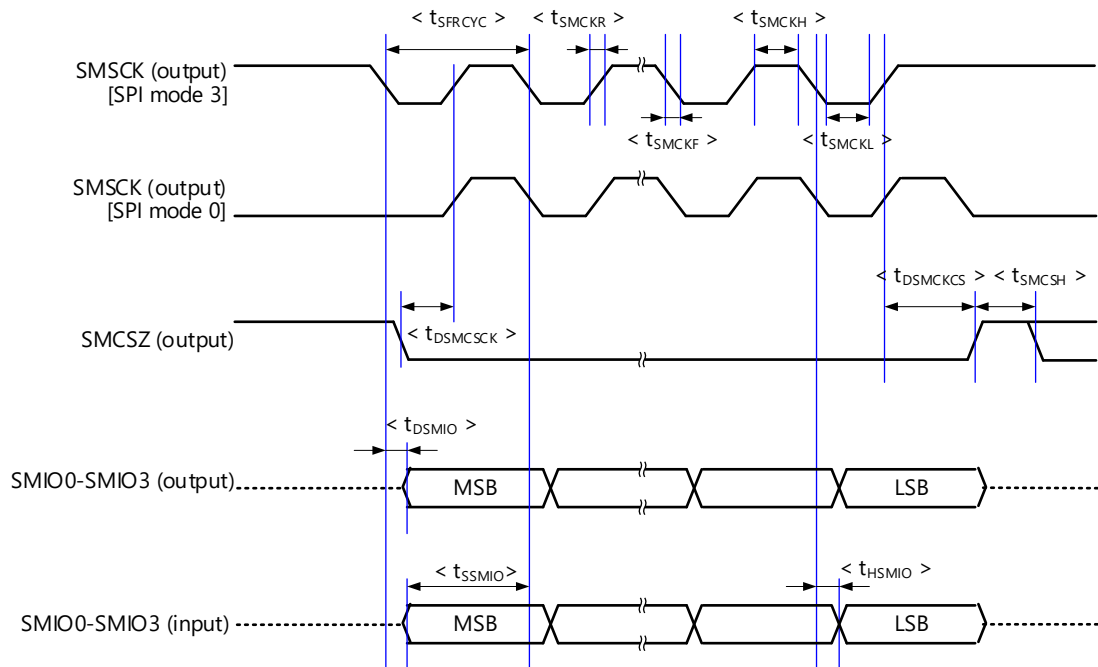 < tSFRCYC > < tSMCKR > < tSMCKH >
SMSCK (output)
[SPI mode 3]
< tSMCKF > < tSMCKL >
SMSCK (output)
[SPI mode 0]
< tDSMCKCS > < tSMCSH >
SMCSZ (output)
< tDSMCSCK >
< tDSMIO >
SMIO0-SMIO3 (output) MSB LSB
< tSSMIO> < tHSMIO >
SMIO0-SMIO3 (input) MSB LSB